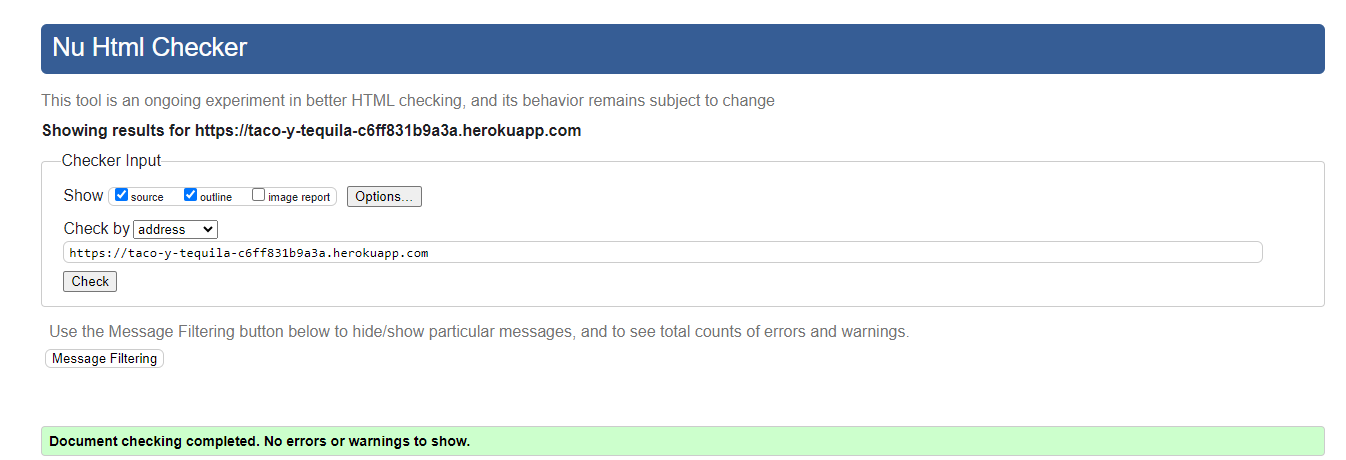 Nu Html Checker
This tool is an ongoing experiment in better HTML checking, and its behavior remains subject to change
Showing results for https://taco-y-tequila-c6ff831b9a3a.herokuapp.com
Checker Input
Show source outline image report Options...
Check by address
https://taco-y-tequila-c6ff831b9a3a.herokuapp.com
Check
Use the Message Filtering button below to hide/show particular messages, and to see total counts of errors and warnings.
Message Filtering
Document checking completed. No errors or warnings to show.